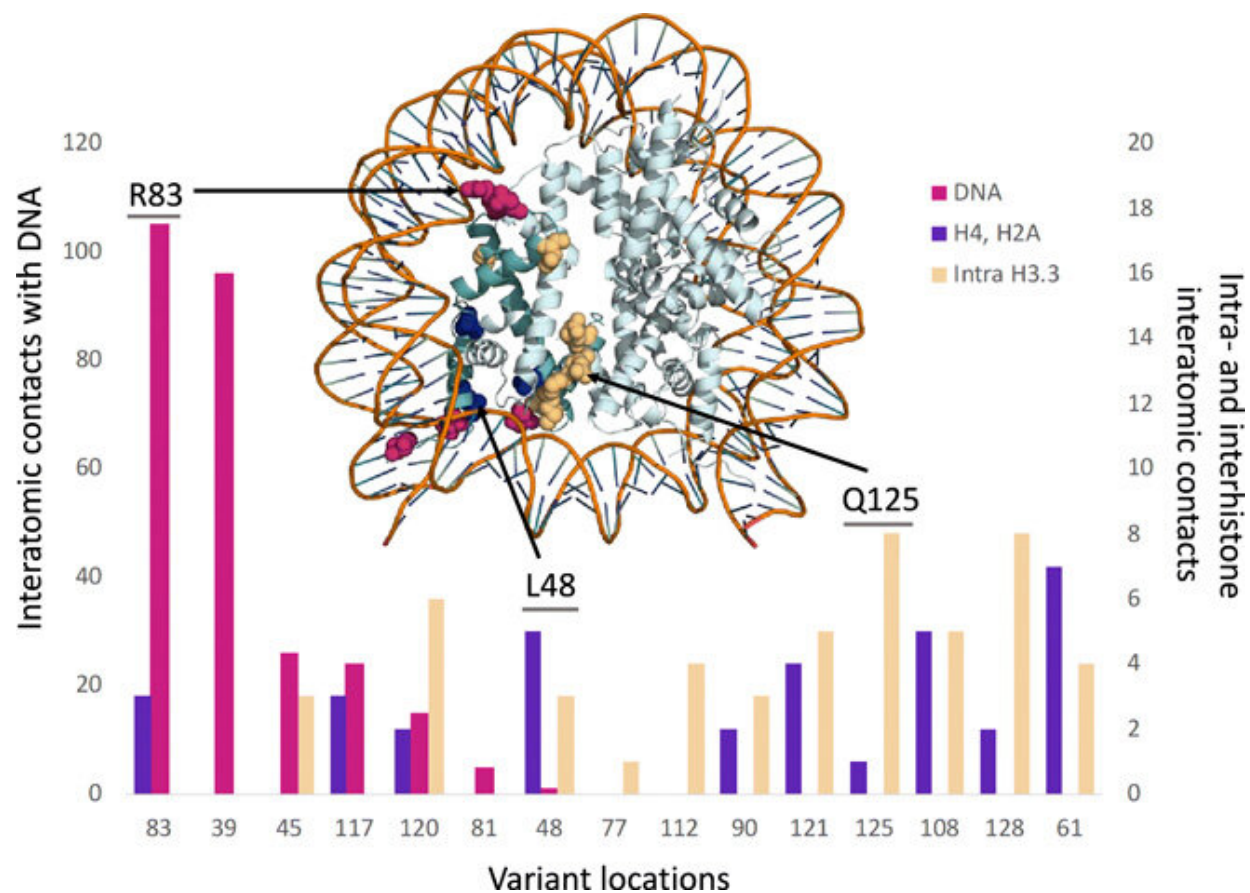 120
100
80
60
40
20
0
Interatomic contacts with DNA
R83
L48
Q125
DNA
H4, H2A
Intra H3.3
20
18
16
14
12
10
8
6
4
2
0
Intra- and interhistone
interatomic contacts
83 39 45 117 120 81 48 77 112 90 121 125 108 128 61
Variant locations